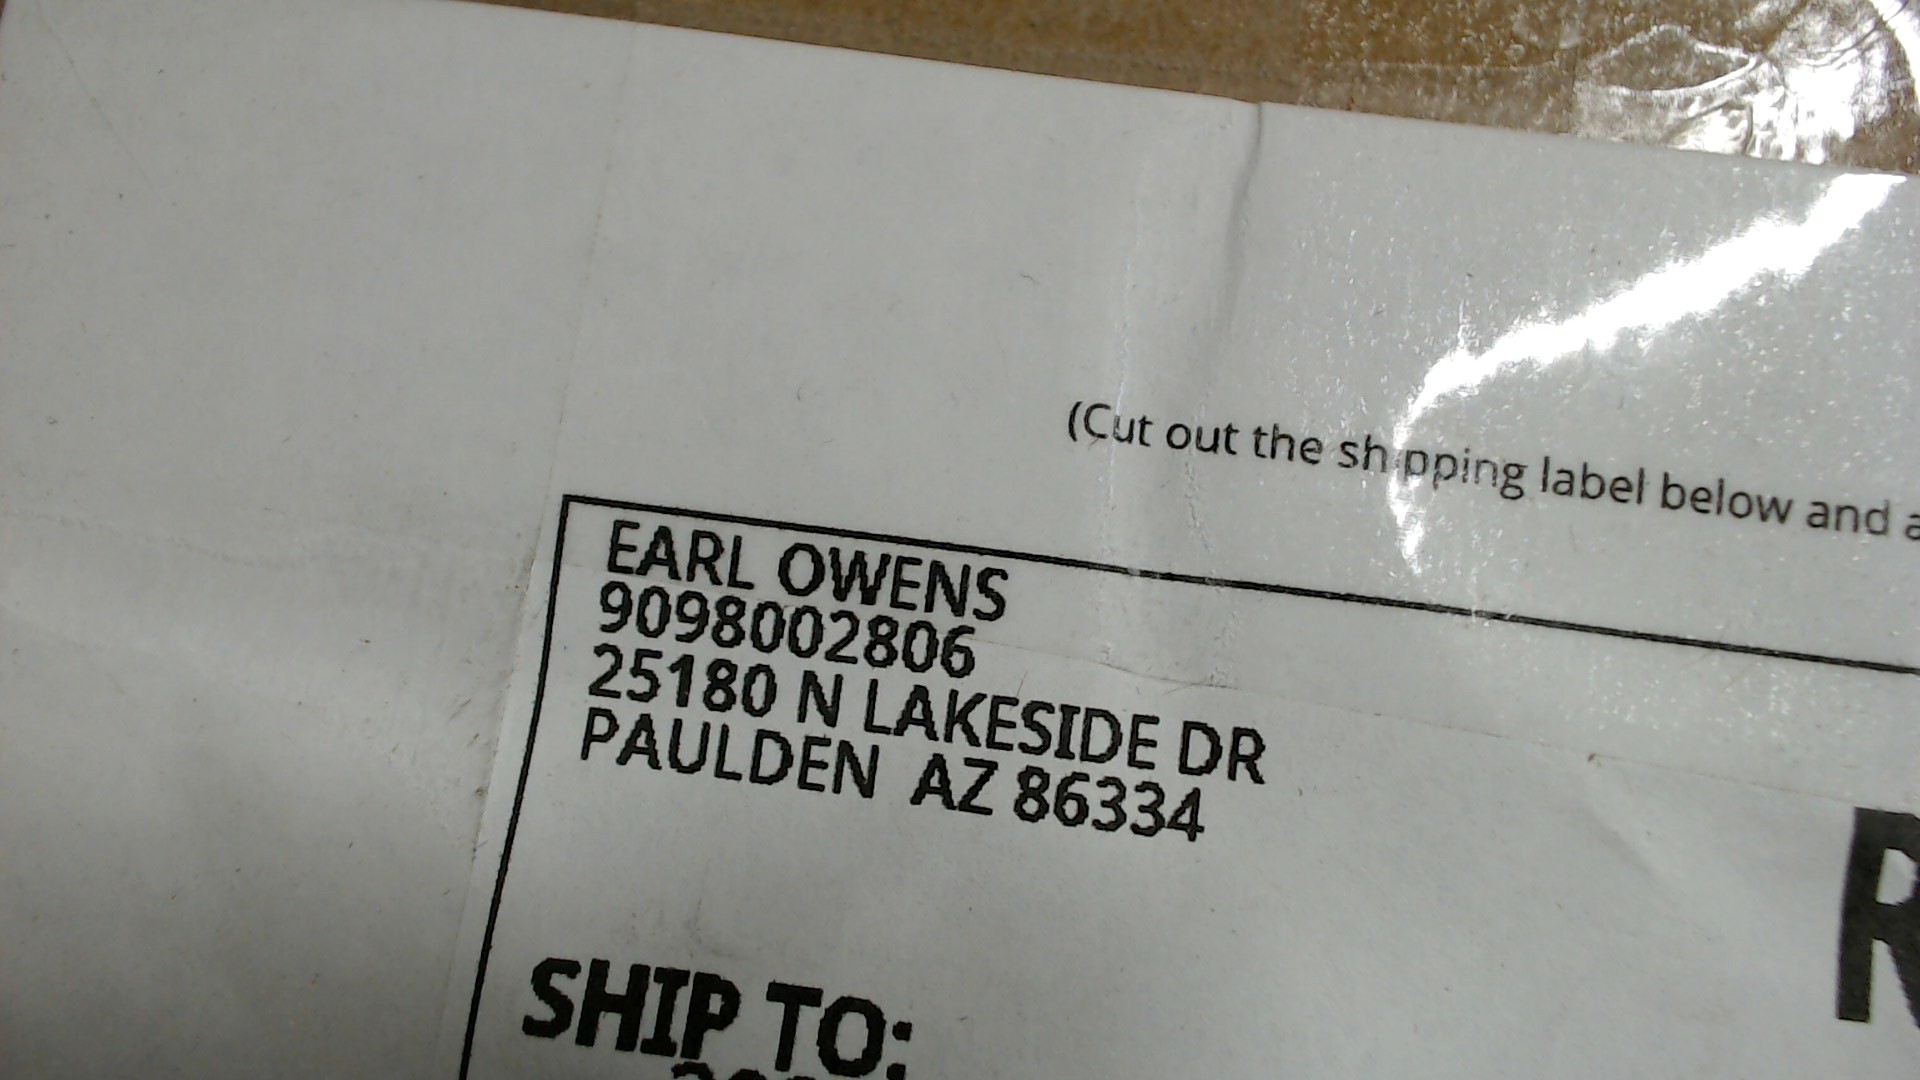 (Cut out the shipping label below and
EARL OWENS
9098002806
25180 N LAKESIDE DR
PAULDEN AZ 86334
SHIP TO: